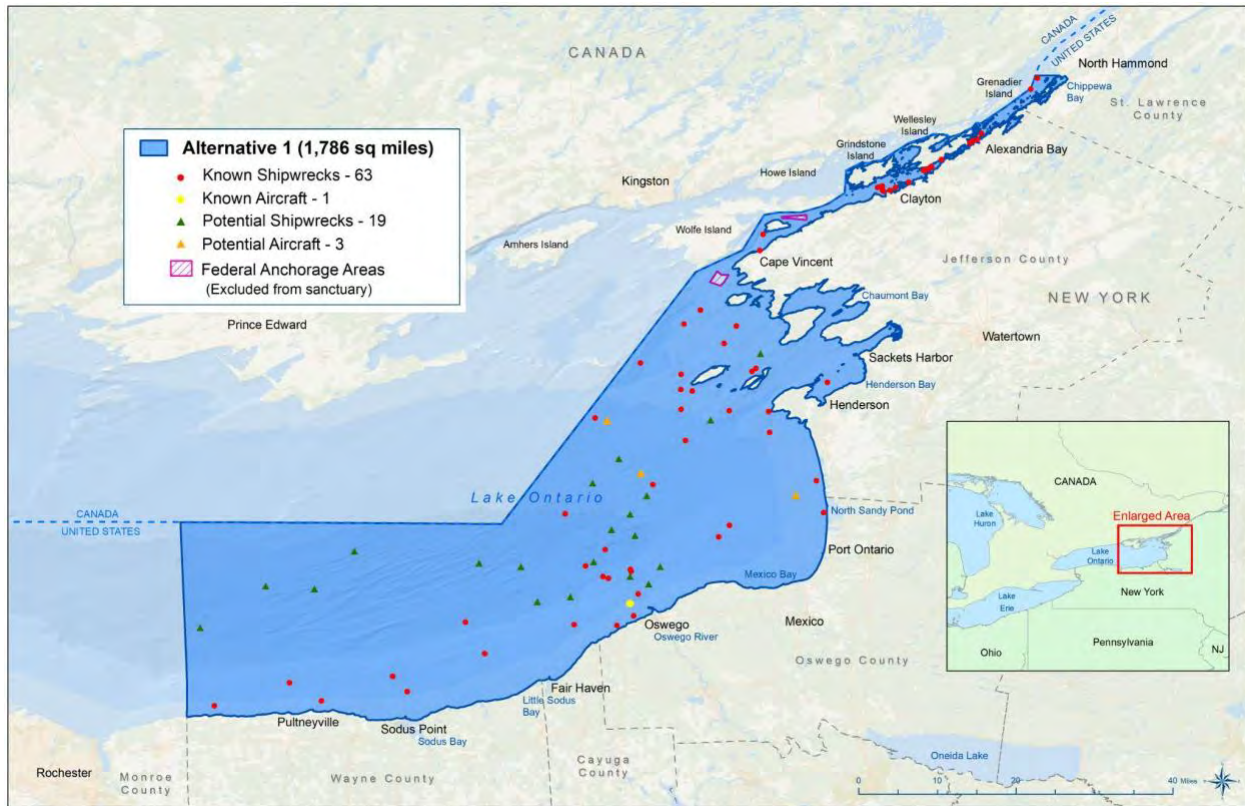 CANADA
CANADA
UNITED STATES
North Hammond
Grenadier
Island
Chippewa
Bay
St. Lawrence
County
Wellesley
Island
Grindstone
Island
Alexandria Bay
Alternative 1 (1,786 sq miles)
Known Shipwrecks - 63
Known Aircraft - 1
Potential Shipwrecks - 19
Potential Aircraft - 3
Federal Anchorage Areas
(Excluded from sanctuary)
Kingston
Howe Island
Clayton
Amhers Island
Wolfe Island
Cape Vincent
Jefferson County
Chaumont Bay
NEW YORK
Prince Edward
Watertown
Sackets Harbor
Henderson Bay
Henderson
Lake Ontario
CANADA
UNITED STATES
North Sandy Pond
Port Ontario
Mexico Bay
Oswego
Oswego River
Mexico
Oswego County
Fair Haven
Little Sodus
Bay
Pultneyville
Sodus Point
Sodus Bay
Rochester
Monroe
County
Wayne County
Cayuga
County
Oneida Lake
0
10
20
40 Miles
CANADA
Lake
Huron
Enlarged Area
Lake
Ontario
New York
Lake
Erie
Pennsylvania
Ohio
NJ